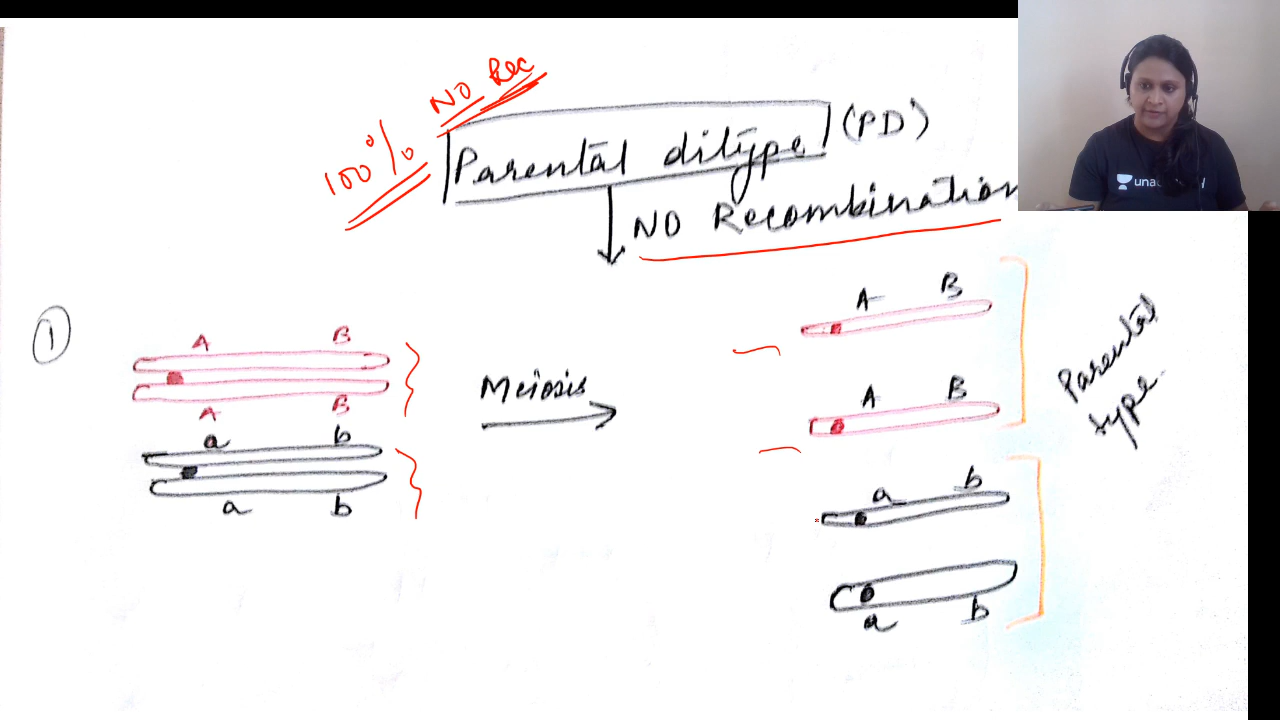 100% NO Rec
Parental ditype (PD)
NO Recombination
1
A B
A B
a b
a b
Meiosis
A B
A B
a b
a b
Parental
type